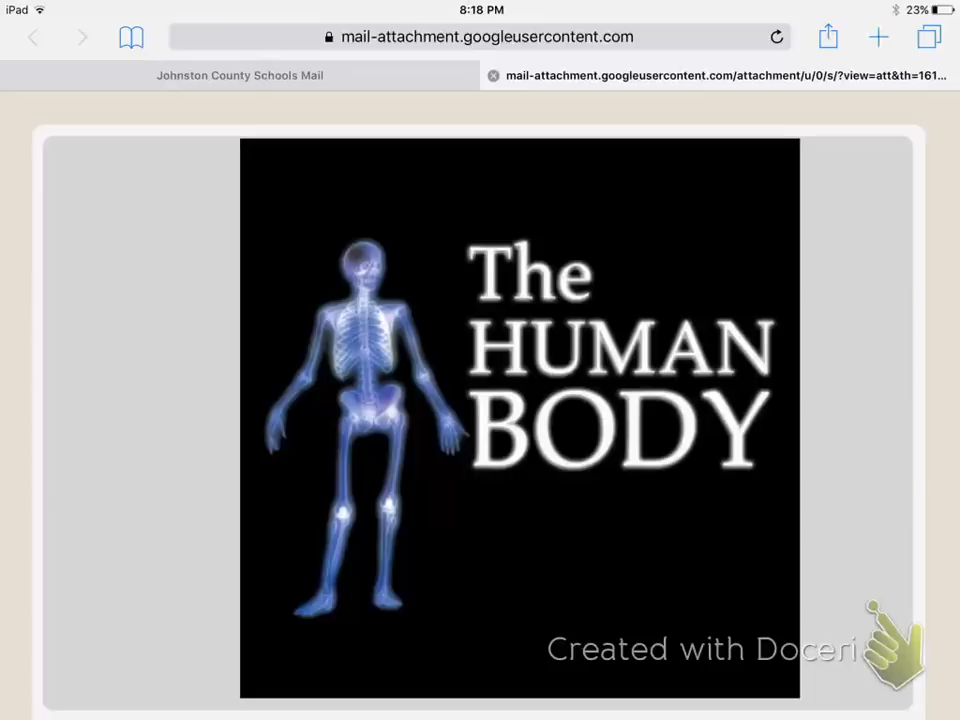 iPad
8:18 PM
23%
mail-attachment.googleusercontent.com
Johnston County Schools Mail
mail-attachment.googleusercontent.com/attachment/u/0/s/?view=att&th=161...
The
HUMAN
BODY
Created with Doceri